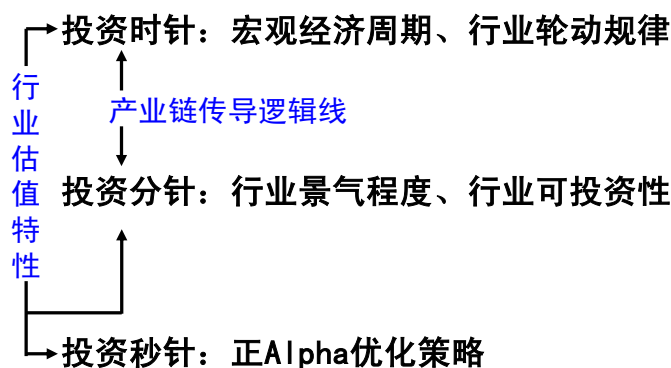 投资时针：宏观经济周期、行业轮动规律
产业链传导逻辑线
行业估值特性
投资分针：行业景气程度、行业可投资性
投资秒针：正Alpha优化策略